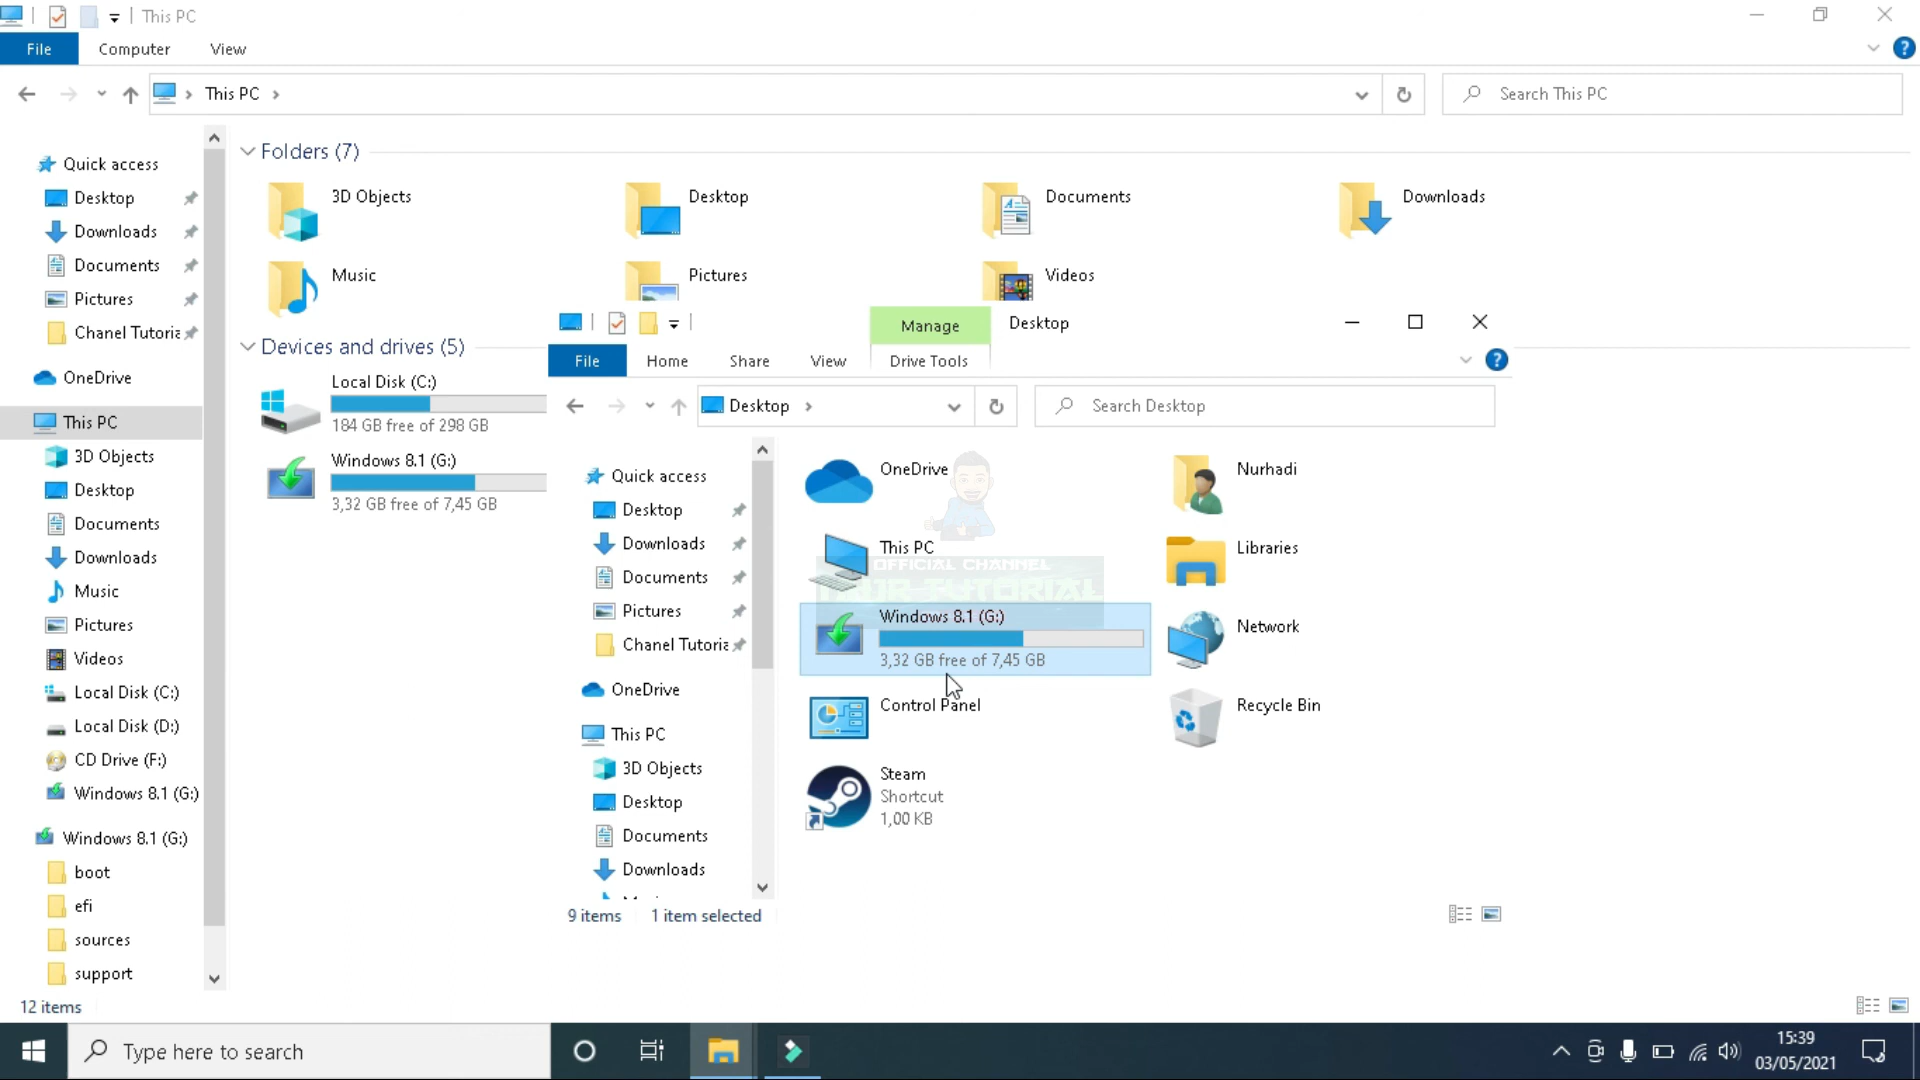 This PC
File
Computer
View
This PC
Search This PC
Quick access
Desktop
Downloads
Documents
Pictures
Chanel Tutoria
OneDrive
This PC
3D Objects
Desktop
Documents
Downloads
Music
Pictures
Videos
Local Disk (C:)
Local Disk (D:)
CD Drive (F:)
Windows 8.1 (G:)
Windows 8.1 (G:)
boot
efi
sources
support
12 items
Folders (7)
3D Objects
Desktop
Documents
Downloads
Music
Pictures
Videos
Devices and drives (5)
Local Disk (C:)
184 GB free of 298 GB
Windows 8.1 (G:)
3,32 GB free of 7,45 GB
Manage
Desktop
File
Home
Share
View
Drive Tools
Desktop
Search Desktop
Quick access
Desktop
Downloads
Documents
Pictures
Chanel Tutoria
OneDrive
This PC
3D Objects
Desktop
Documents
Downloads
OneDrive
Nurhadi
This PC
Libraries
OFFICIAL CHANNEL
Windows 8.1 (G:)
3,32 GB free of 7,45 GB
Network
Control Panel
Recycle Bin
Steam
Shortcut
1,00 KB
9 items
1 item selected
Type here to search
15:39
03/05/2021